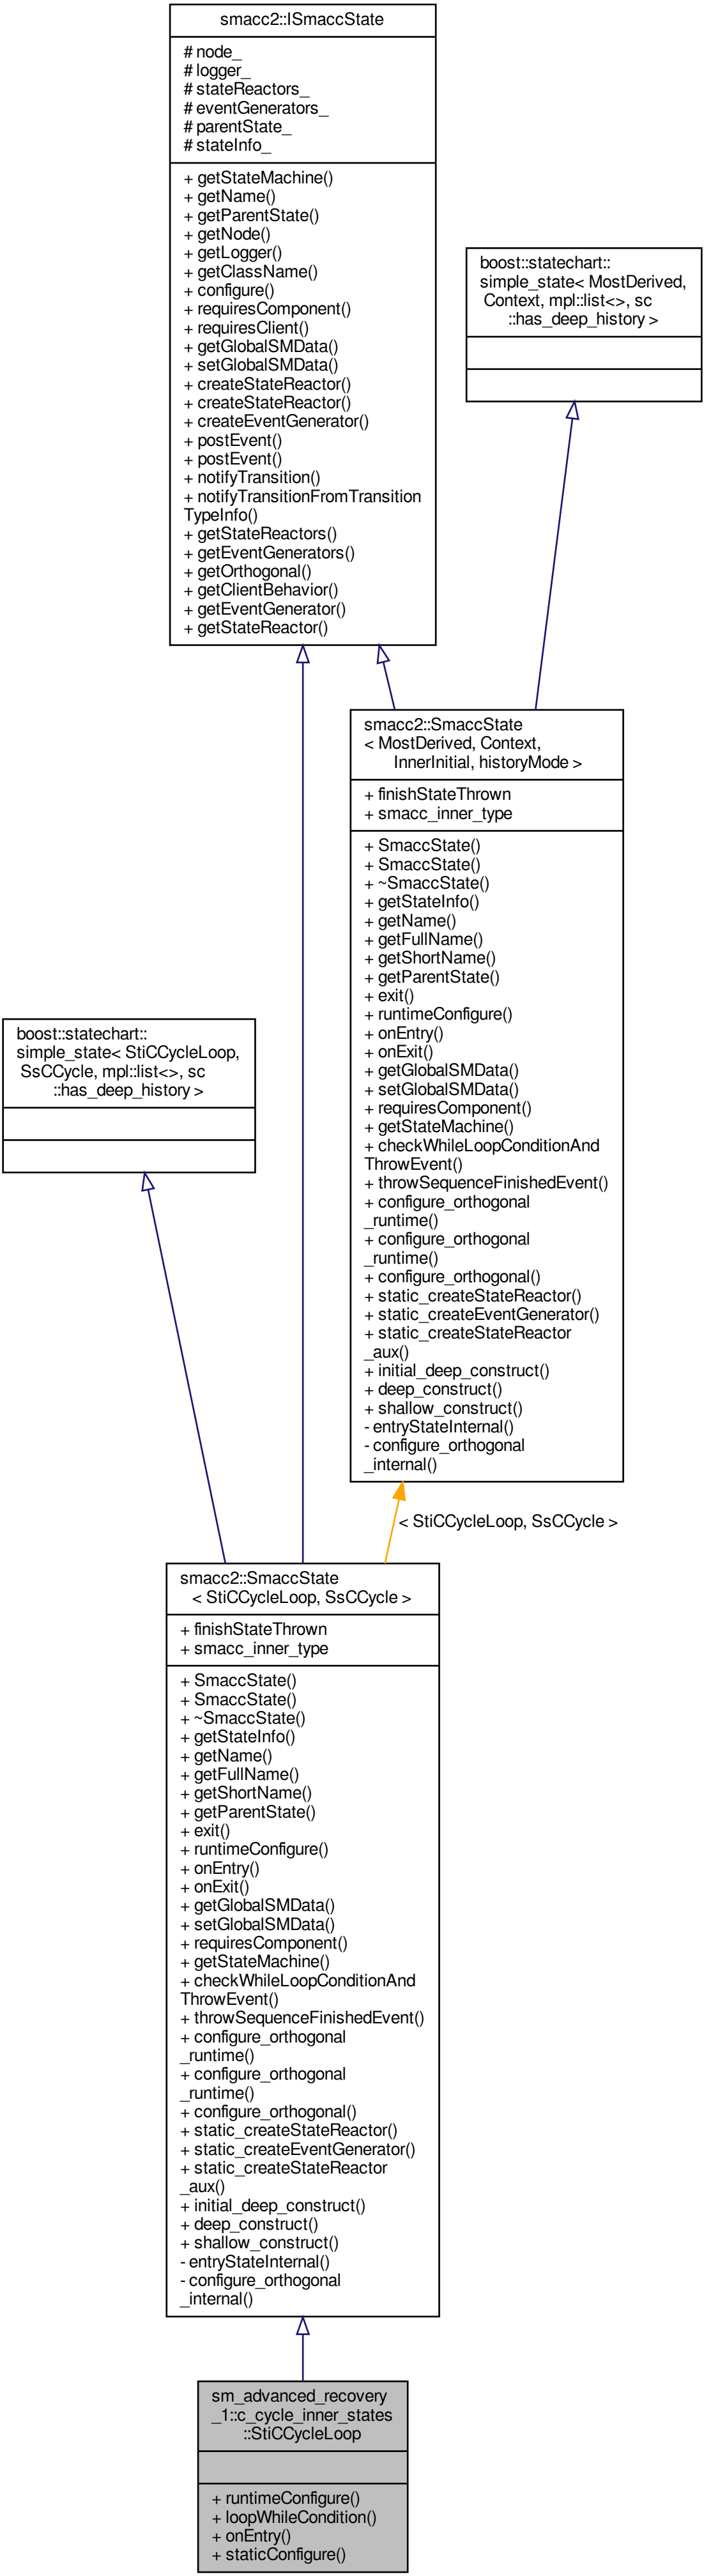 smacc2::ISmaccState
# node_
# logger_
# stateReactors_
# eventGenerators_
# parentState_
# stateInfo_
+ getStateMachine()
+ getName()
+ getParentState()
+ getNode()
+ getLogger()
+ getClassName()
+ configure()
+ requiresComponent()
+ requiresClient()
+ getGlobalSMData()
+ setGlobalSMData()
+ createStateReactor()
+ createStateReactor()
+ createEventGenerator()
+ postEvent()
+ postEvent()
+ notifyTransition()
+ notifyTransitionFromTransition
TypeInfo()
+ getStateReactors()
+ getEventGenerators()
+ getOrthogonal()
+ getClientBehavior()
+ getEventGenerator()
+ getStateReactor()
boost::statechart::
simple_state< MostDerived,
Context, mpl::list<>, sc
::has_deep_history >
smacc2::SmaccState
< MostDerived, Context,
InnerInitial, historyMode >
+ finishStateThrown
+ smacc_inner_type
+ SmaccState()
+ SmaccState()
+ ~SmaccState()
+ getStateInfo()
+ getName()
+ getFullName()
+ getShortName()
+ getParentState()
+ exit()
+ runtimeConfigure()
+ onEntry()
+ onExit()
+ getGlobalSMData()
+ setGlobalSMData()
+ requiresComponent()
+ getStateMachine()
+ checkWhileLoopConditionAnd
ThrowEvent()
+ throwSequenceFinishedEvent()
+ configure_orthogonal
_runtime()
+ configure_orthogonal
_runtime()
+ configure_orthogonal()
+ static_createStateReactor()
+ static_createEventGenerator()
+ static_createStateReactor
_aux()
+ initial_deep_construct()
+ deep_construct()
+ shallow_construct()
- entryStateInternal()
- configure_orthogonal
_internal()
boost::statechart::
simple_state< StiCCycleLoop,
SsCCycle, mpl::list<>, sc
::has_deep_history >
< StiCCycleLoop, SsCCycle >
smacc2::SmaccState
< StiCCycleLoop, SsCCycle >
+ finishStateThrown
+ smacc_inner_type
+ SmaccState()
+ SmaccState()
+ ~SmaccState()
+ getStateInfo()
+ getName()
+ getFullName()
+ getShortName()
+ getParentState()
+ exit()
+ runtimeConfigure()
+ onEntry()
+ onExit()
+ getGlobalSMData()
+ setGlobalSMData()
+ requiresComponent()
+ getStateMachine()
+ checkWhileLoopConditionAnd
ThrowEvent()
+ throwSequenceFinishedEvent()
+ configure_orthogonal
_runtime()
+ configure_orthogonal
_runtime()
+ configure_orthogonal()
+ static_createStateReactor()
+ static_createEventGenerator()
+ static_createStateReactor
_aux()
+ initial_deep_construct()
+ deep_construct()
+ shallow_construct()
- entryStateInternal()
- configure_orthogonal
_internal()
sm_advanced_recovery
_1::c_cycle_inner_states
::StiCCycleLoop
+ runtimeConfigure()
+ loopWhileCondition()
+ onEntry()
+ staticConfigure()